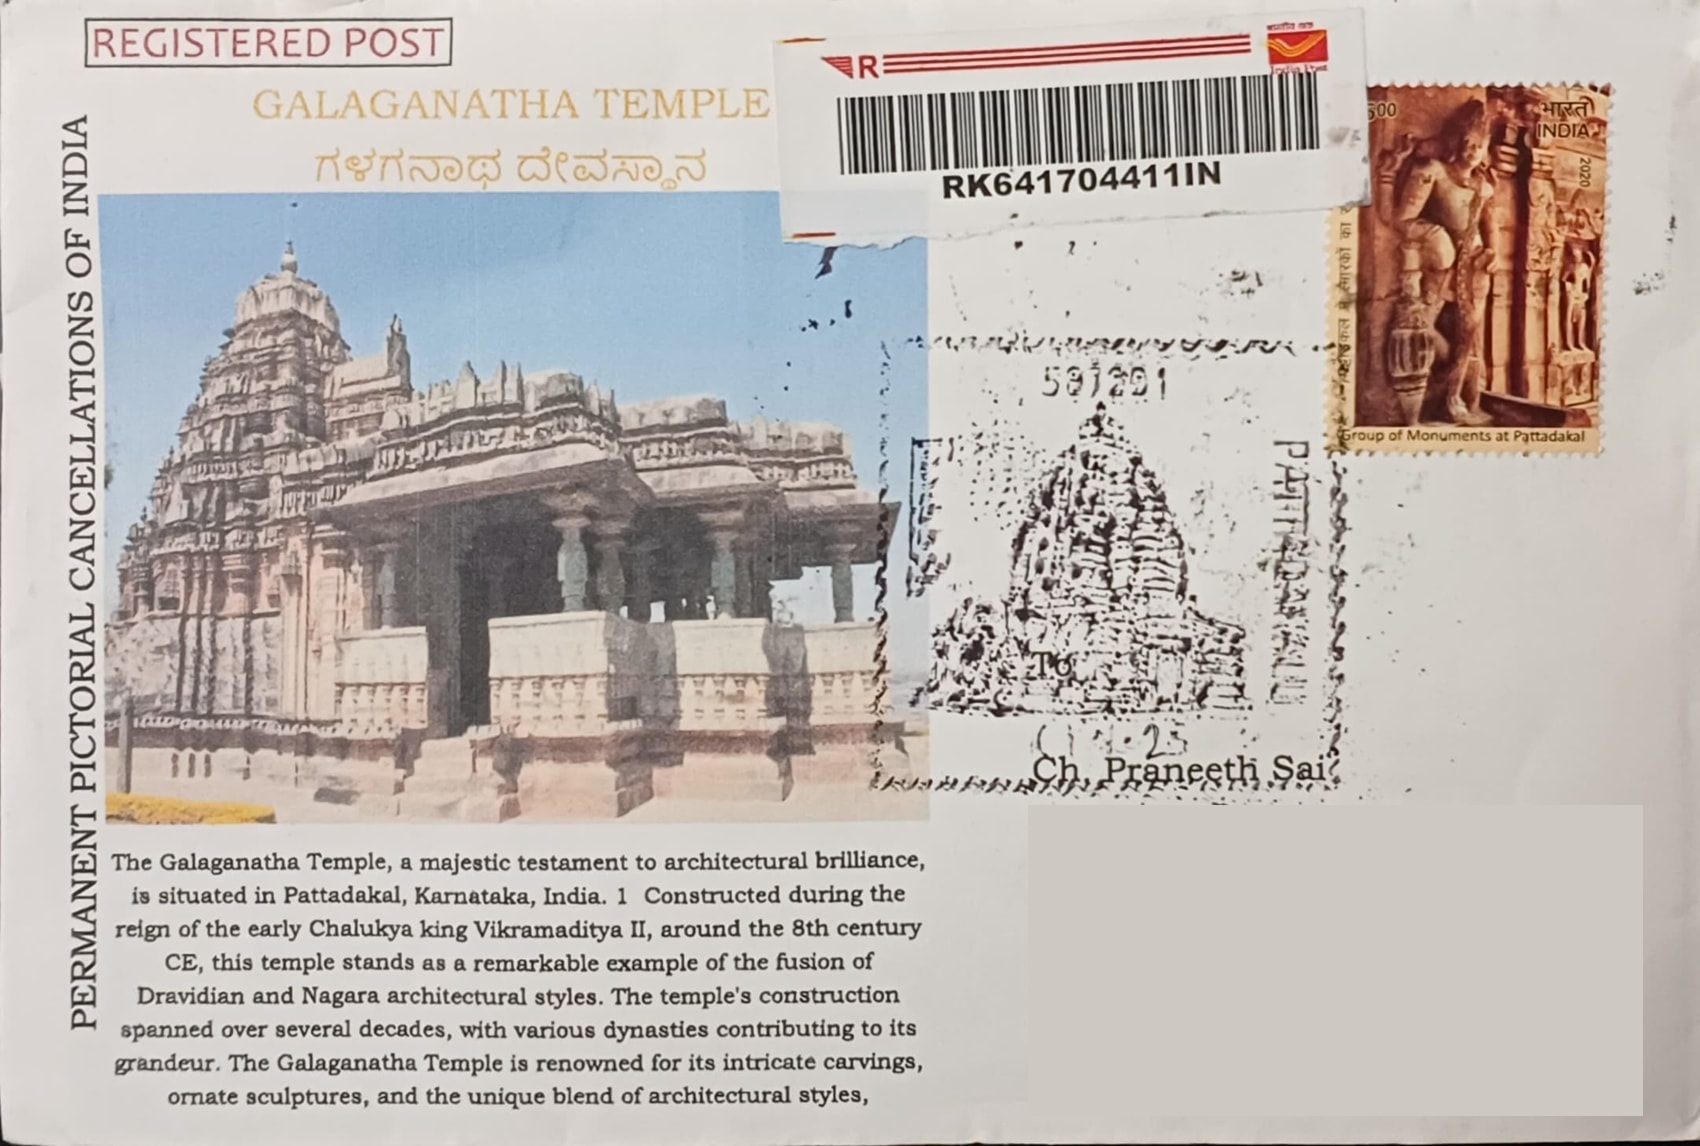 REGISTERED POST
GALAGANATHA TEMPLE
ಗಳಗನಾಥ ದೇವಸ್ಥಾನ
PERMANENT PICTORIAL CANCELLATIONS OF INDIA
R
India Post
RK641704411IN
500
भारत
INDIA
2020
Group of Monuments at Pattadakal
587201
PATTADAKALU
To
Ch, Praneeth Sai
The Galaganatha Temple, a majestic testament to architectural brilliance,
is situated in Pattadakal, Karnataka, India. 1 Constructed during the
reign of the early Chalukya king Vikramaditya II, around the 8th century
CE, this temple stands as a remarkable example of the fusion of
Dravidian and Nagara architectural styles. The temple's construction
spanned over several decades, with various dynasties contributing to its
grandeur. The Galaganatha Temple is renowned for its intricate carvings,
ornate sculptures, and the unique blend of architectural styles,